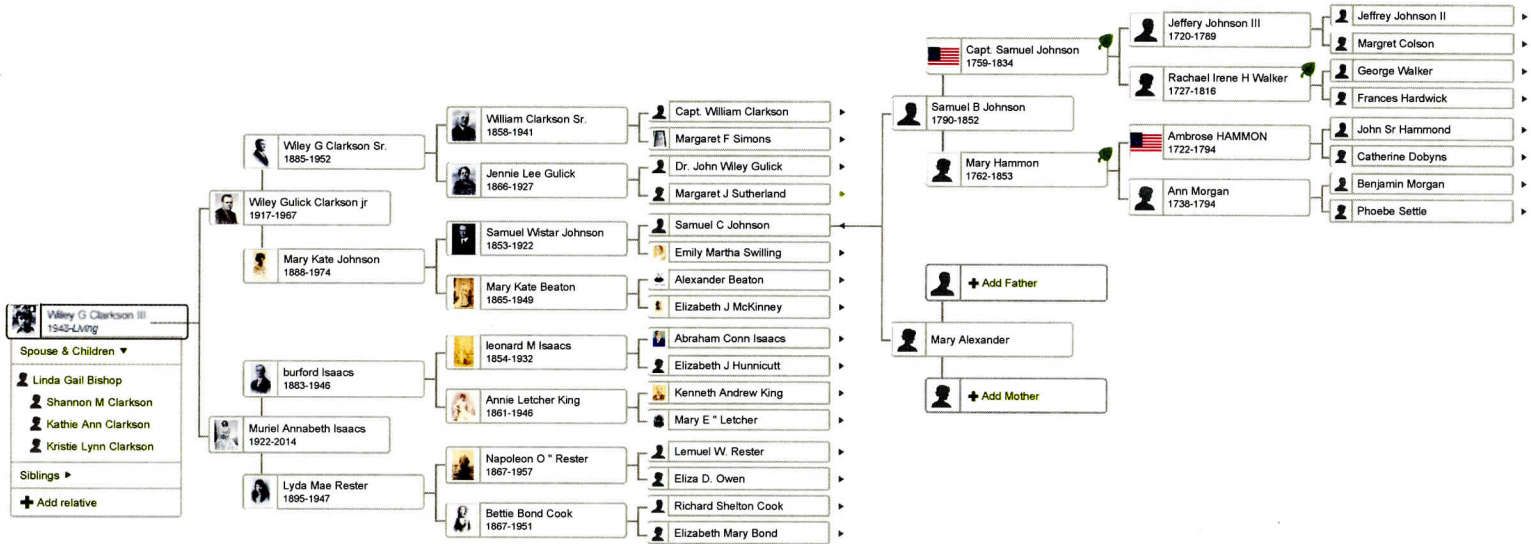 Wiley G Clarkson III
1943-Living
Spouse & Children ▼
Linda Gail Bishop
Shannon M Clarkson
Kathie Ann Clarkson
Kristie Lynn Clarkson
Siblings ►
+ Add relative
Wiley Gulick Clarkson jr
1917-1967
Muriel Annabeth Isaacs
1922-2014
Wiley G Clarkson Sr.
1885-1952
Mary Kate Johnson
1888-1974
burford Isaacs
1883-1946
Lyda Mae Rester
1895-1947
William Clarkson Sr.
1858-1941
Jennie Lee Gulick
1866-1927
Samuel Wistar Johnson
1853-1922
Mary Kate Beaton
1865-1949
leonard M Isaacs
1854-1932
Annie Letcher King
1861-1946
Napoleon O " Rester
1867-1957
Bettie Bond Cook
1867-1951
Capt. William Clarkson
Margaret F Simons
Dr. John Wiley Gulick
Margaret J Sutherland
Samuel C Johnson
Emily Martha Swilling
Alexander Beaton
Elizabeth J McKinney
Abraham Conn Isaacs
Elizabeth J Hunnicutt
Kenneth Andrew King
Mary E " Letcher
Lemuel W. Rester
Eliza D. Owen
Richard Shelton Cook
Elizabeth Mary Bond
Samuel B Johnson
1790-1852
Mary Alexander
Capt. Samuel Johnson
1759-1834
Mary Hammon
1762-1853
+ Add Father
+ Add Mother
Jeffery Johnson III
1720-1789
Rachael Irene H Walker
1727-1816
Ambrose HAMMON
1722-1794
Ann Morgan
1738-1794
Jeffrey Johnson II
Margret Colson
George Walker
Frances Hardwick
John Sr Hammond
Catherine Dobyns
Benjamin Morgan
Phoebe Settle